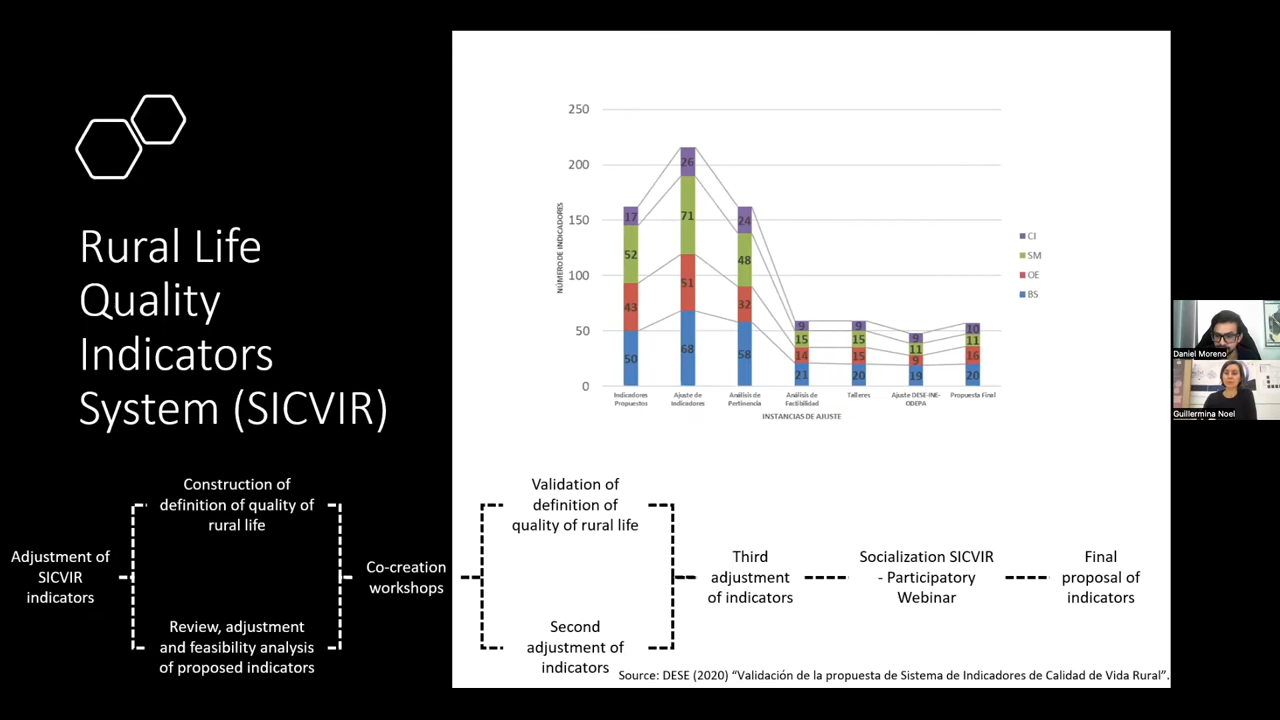 Rural Life
Quality
Indicators
System (SICVIR)
250
200
150
100
50
0
NÚMERO DE INDICADORES
17
52
43
50
26
71
51
68
24
48
32
58
9
15
14
21
9
15
15
20
9
11
9
19
10
11
16
20
Indicadores
Propuestos
Ajuste de
Indicadores
Análisis de
Pertinencia
Análisis de
Factibilidad
Talleres
Ajuste DESE-INE-
ODEPA
Propuesta Final
INSTANCIAS DE AJUSTE
CI
SM
OE
BS
Daniel Moreno
Guillermina Noel
Adjustment of
SICVIR
indicators
Construction of
definition of quality of
rural life
Review, adjustment
and feasibility analysis
of proposed indicators
Co-creation
workshops
Validation of
definition of
quality of rural life
Second
adjustment of
indicators
Third
adjustment
of indicators
Socialization SICVIR
- Participatory
Webinar
Final
proposal of
indicators
Source: DESE (2020) “Validación de la propuesta de Sistema de Indicadores de Calidad de Vida Rural”.